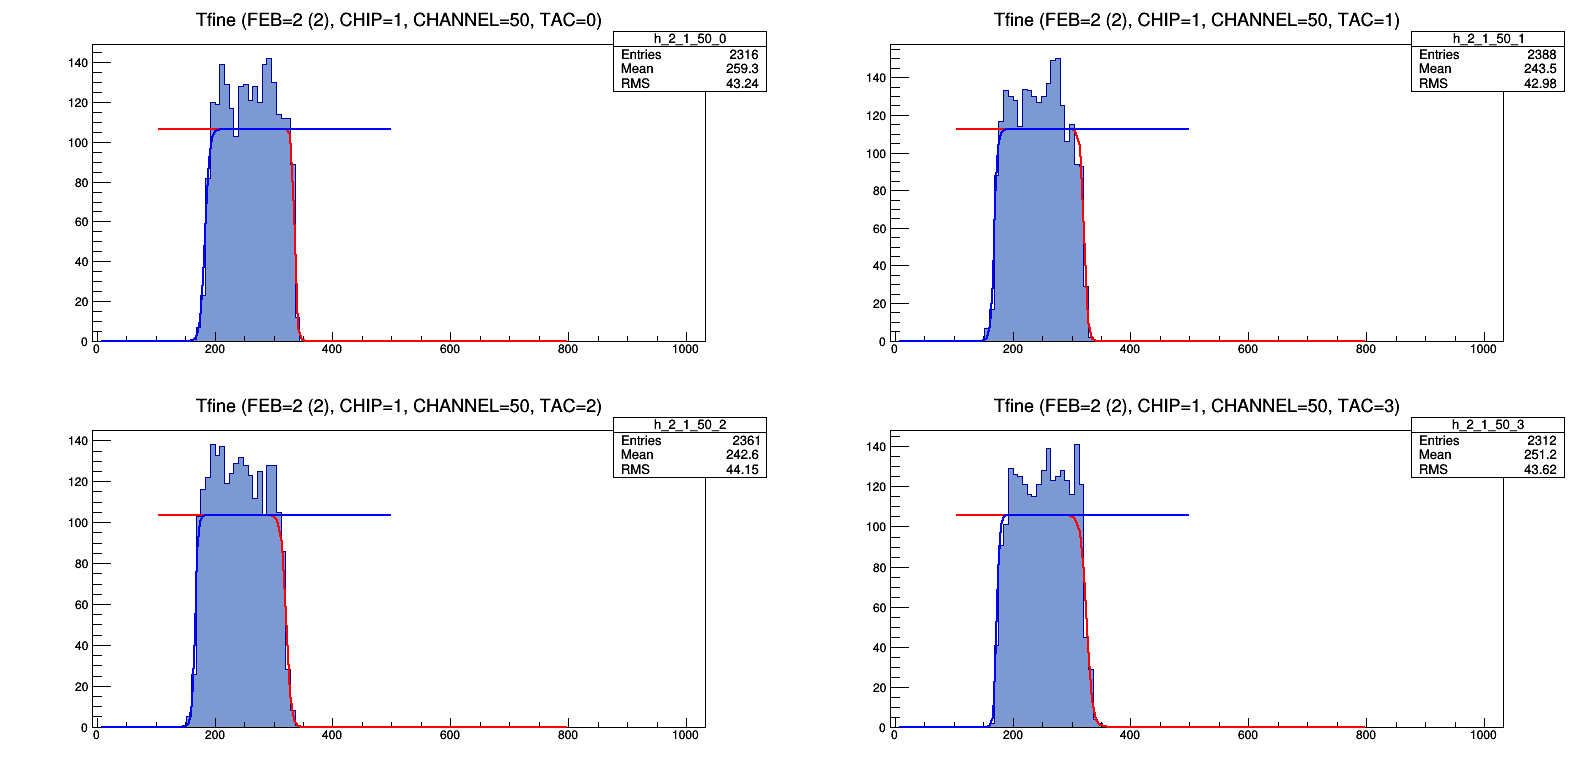 Tfine (FEB=2 (2), CHIP=1, CHANNEL=50, TAC=0)
h_2_1_50_0
Entries 2316
Mean 259.3
RMS 43.24
140
120
100
80
60
40
20
0
0 200 400 600 800 1000
Tfine (FEB=2 (2), CHIP=1, CHANNEL=50, TAC=1)
h_2_1_50_1
Entries 2388
Mean 243.5
RMS 42.98
140
120
100
80
60
40
20
0
0 200 400 600 800 1000
Tfine (FEB=2 (2), CHIP=1, CHANNEL=50, TAC=2)
h_2_1_50_2
Entries 2361
Mean 242.6
RMS 44.15
140
120
100
80
60
40
20
0
0 200 400 600 800 1000
Tfine (FEB=2 (2), CHIP=1, CHANNEL=50, TAC=3)
h_2_1_50_3
Entries 2312
Mean 251.2
RMS 43.62
140
120
100
80
60
40
20
0
0 200 400 600 800 1000